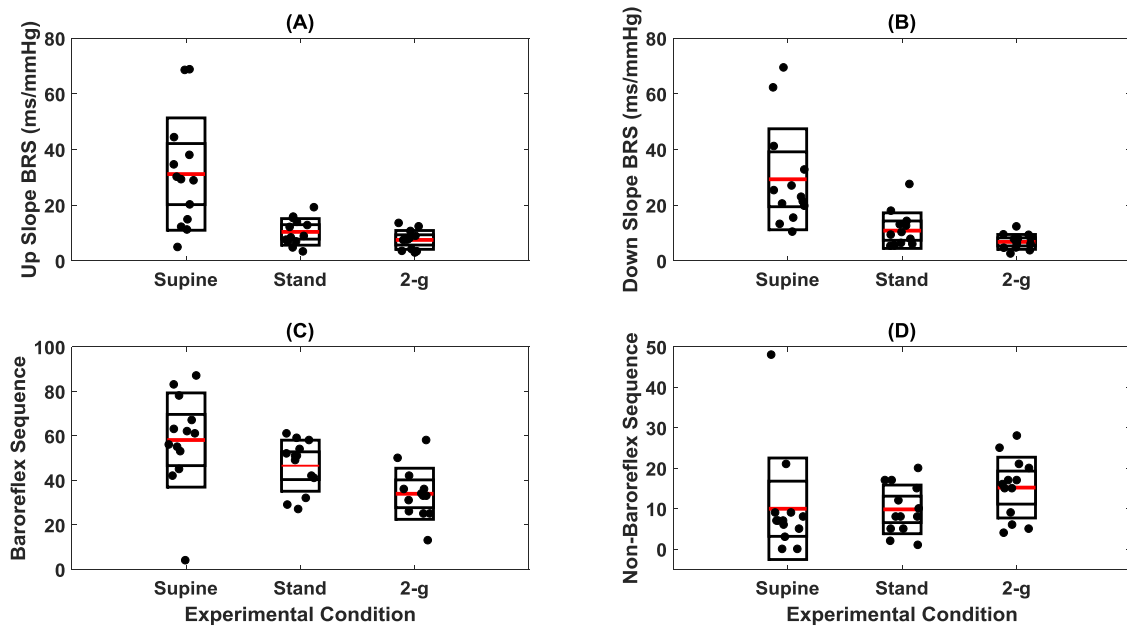 (A)
Up Slope BRS (ms/mmHg)
80
60
40
20
0
Supine Stand 2-g
(B)
Down Slope BRS (ms/mmHg)
80
60
40
20
0
Supine Stand 2-g
(C)
Baroreflex Sequence
100
80
60
40
20
0
Supine Stand 2-g
Experimental Condition
(D)
Non-Baroreflex Sequence
50
40
30
20
10
0
Supine Stand 2-g
Experimental Condition